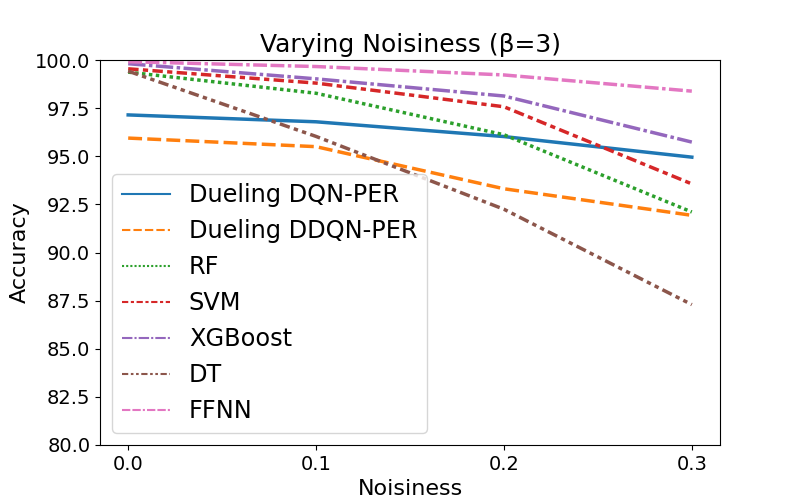 Varying Noisiness (β=3)
Accuracy
100.0
97.5
95.0
92.5
90.0
87.5
85.0
82.5
80.0
Dueling DQN-PER
Dueling DDQN-PER
RF
SVM
XGBoost
DT
FFNN
0.0 0.1 0.2 0.3
Noisiness